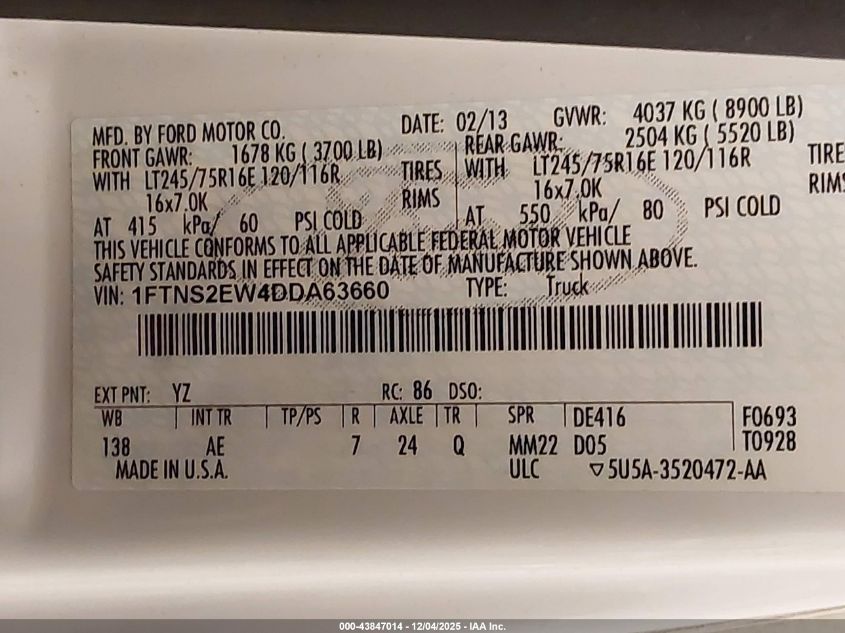 MFD. BY FORD MOTOR CO. DATE: 02/13 GVWR: 4037 KG ( 8900 LB)
FRONT GAWR: 1678 KG ( 3700 LB) REAR GAWR: 2504 KG ( 5520 LB)
WITH LT245/75R16E 120/116R TIRES WITH LT245/75R16E 120/116R TIRE
16x7.0K RIMS 16x7.0K RIMS
AT 415 kPa/ 60 PSI COLD AT 550 kPa/ 80 PSI COLD
THIS VEHICLE CONFORMS TO ALL APPLICABLE FEDERAL MOTOR VEHICLE
SAFETY STANDARDS IN EFFECT ON THE DATE OF MANUFACTURE SHOWN ABOVE.
VIN: 1FTNS2EW4DDA63660 TYPE: Truck
EXT PNT: YZ RC: 86 DSO:
WB INT TR TP/PS R AXLE TR SPR DE416 F0693
138 AE 7 24 Q MM22 D05 T0928
MADE IN U.S.A. ULC ▽5U5A-3520472-AA
000-43847014 - 12/04/2025 - IAA Inc.